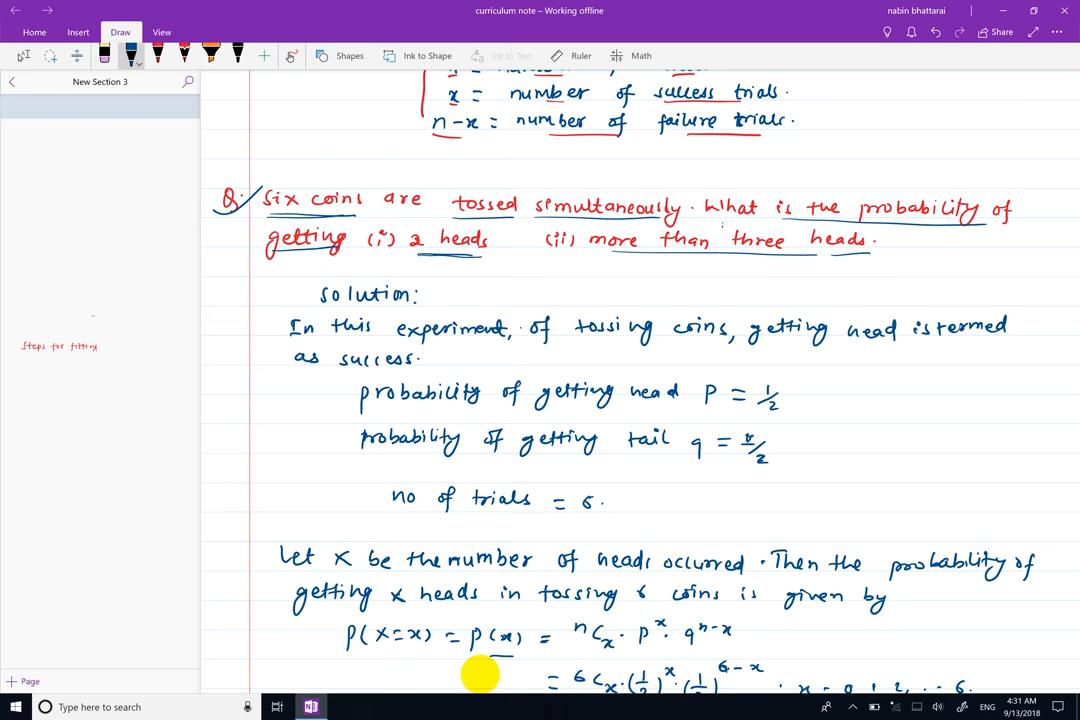 curriculum note – Working offline
nabin bhattarai
Home Insert Draw View
Share
Shapes Ink to Shape Ink to Text Ruler Math
New Section 3
x = number of success trials.
n-x = number of failure trials.
Q. Six coins are tossed simultaneously. What is the probability of
getting (i) 2 heads (ii) more than three heads.
Solution:
In this experiment, of tossing coins, getting head is termed
as success.
Steps for fitting
probability of getting head P = 1/2
probability of getting tail q = 1/2
no of trials = 6.
Let X be the number of heads occurred. Then the probability of
getting x heads in tossing 6 coins is given by
P(X=x) = p(x) = nCx. p^x. q^n-x
= 6Cx.(1/2)^x.(1/2)^6-x
+ Page
Type here to search
ENG
4:31 AM
9/13/2018